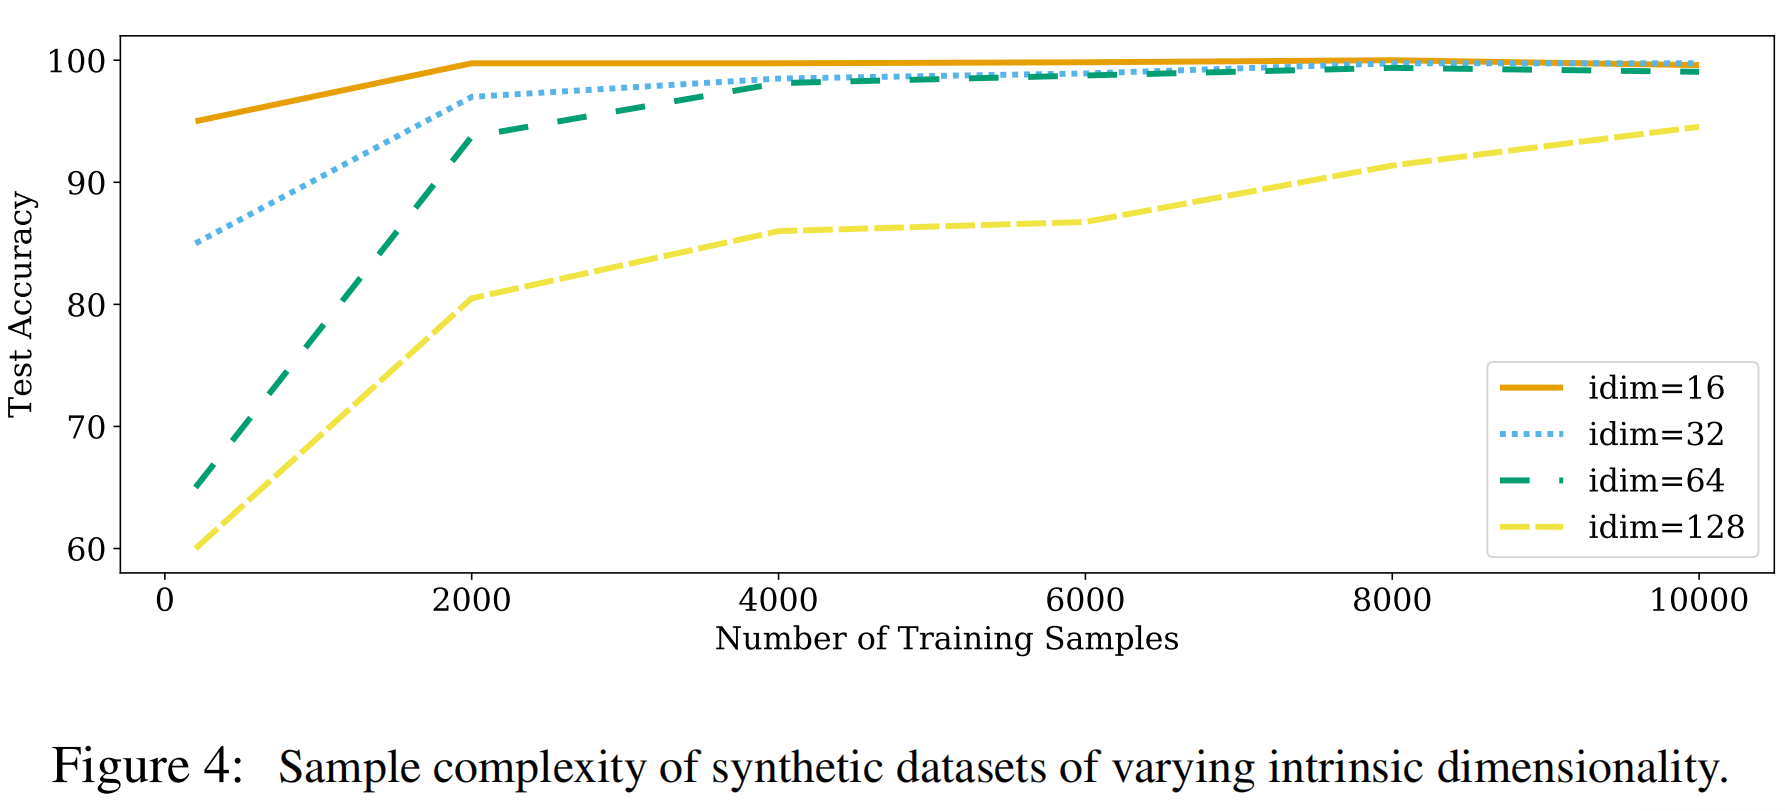 100
90
80
70
60
Test Accuracy
idim=16
idim=32
idim=64
idim=128
0 2000 4000 6000 8000 10000
Number of Training Samples
Figure 4: Sample complexity of synthetic datasets of varying intrinsic dimensionality.